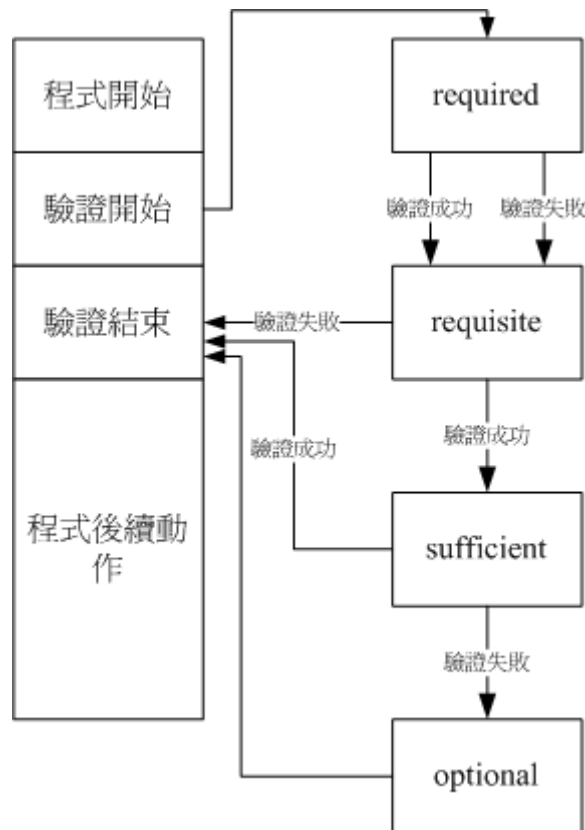 程式開始
required
驗證開始
驗證成功
驗證失敗
驗證結束
驗證失敗
requisite
驗證成功
驗證成功
程式後續動
作
sufficient
驗證失敗
optional